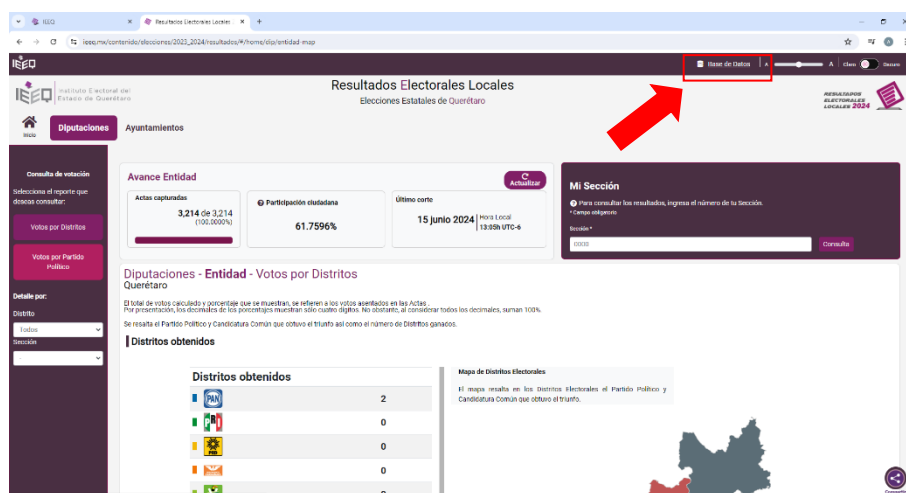 IEEQ
Resultados Electorales Locales
ieeq.mx/contenido/elecciones/2023_2024/resultados/#/home/dip/entidad-map
IEEQ
Base de Datos
A
A
Claro
Oscuro
IEEQ
Instituto Electoral del
Estado de Querétaro
Resultados Electorales Locales
Elecciones Estatales de Querétaro
RESULTADOS
ELECTORALES
LOCALES 2024
Inicio
Diputaciones
Ayuntamientos
Consulta de votación
Selecciona el reporte que
deseas consultar:
Votos por Distritos
Votos por Partido
Político
Detalle por:
Distrito
Todos
Sección
-
Avance Entidad
Actualizar
Actas capturadas
3,214 de 3,214
(100.0000%)
Participación ciudadana
61.7596%
Último corte
15 junio 2024
Hora Local
13:05h UTC-6
Mi Sección
Para consultar los resultados, ingresa el número de tu Sección.
* Campo obligatorio
Sección *
0000
Consulta
Diputaciones - Entidad - Votos por Distritos
Querétaro
El total de votos calculado y porcentaje que se muestran, se refieren a los votos asentados en las Actas .
Por presentación, los decimales de los porcentajes muestran sólo cuatro dígitos. No obstante, al considerar todos los decimales, suman 100%.
Se resalta el Partido Político y Candidatura Común que obtuvo el triunfo así como el número de Distritos ganados.
Distritos obtenidos
Distritos obtenidos
PAN
2
PRI
0
PRD
0
0
Mapa de Distritos Electorales
El mapa resalta en los Distritos Electorales el Partido Político y
Candidatura Común que obtuvo el triunfo.